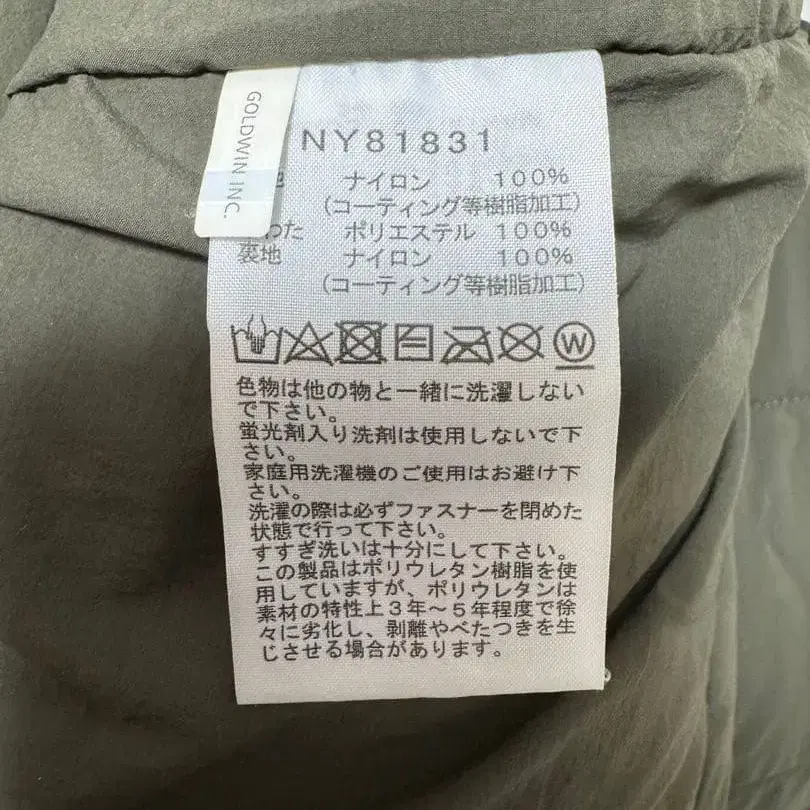 GOLDWIN INC.
NY81831
地 ナイロン 100%
(コーティング等樹脂加工)
わた ポリエステル 100%
裏地 ナイロン 100%
(コーティング等樹脂加工)
W
色物は他の物と一緒に洗濯しない
で下さい。
蛍光剤入り洗剤は使用しないで下
さい。
家庭用洗濯機のご使用はお避け下
さい。
洗濯の際は必ずファスナーを閉めた
状態で行って下さい。
すすぎ洗いは十分にして下さい。
この製品はポリウレタン樹脂を使
用していますが、ポリウレタンは
素材の特性上3年〜5年程度で徐
々に劣化し、剥離やべたつきを生
じさせる場合があります。